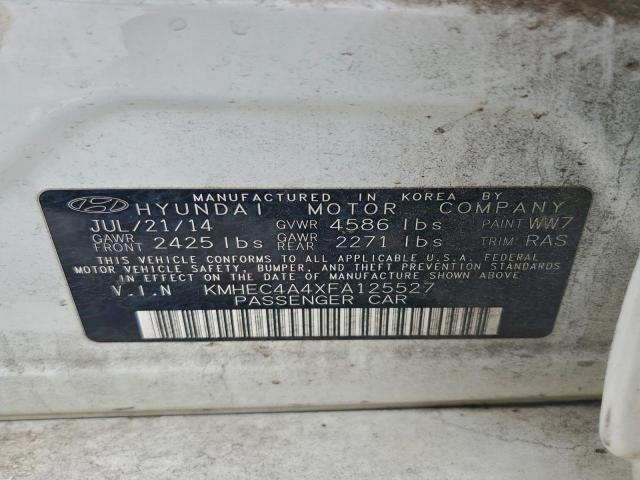 MANUFACTURED IN KOREA BY
HYUNDAI MOTOR COMPANY
JUL/21/14 GVWR 4586 lbs PAINT WW7
GAWR FRONT 2425 lbs GAWR REAR 2271 lbs TRIM RAS
THIS VEHICLE CONFORMS TO ALL APPLICABLE U.S.A. FEDERAL
MOTOR VEHICLE SAFETY, BUMPER, AND THEFT PREVENTION STANDARDS
IN EFFECT ON THE DATE OF MANUFACTURE SHOWN ABOVE.
V.I.N KMHEC4A4XFA125527
PASSENGER CAR